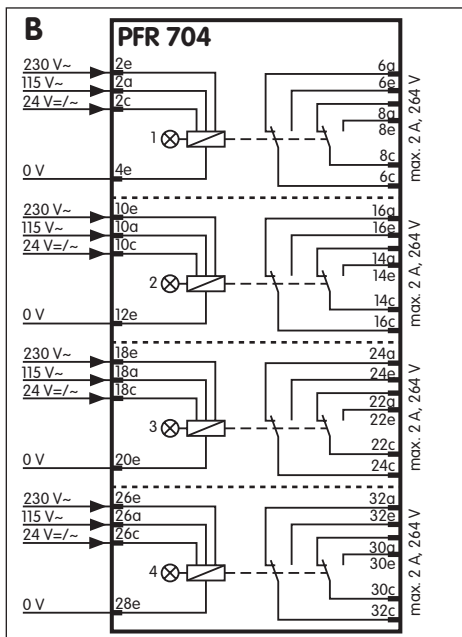 B
PFR 704
230 V~ 2e 6a
115 V~ 2a 6e
24 V=/~ 2c
8a
8e
1
8c
0 V 4e 6c
max. 2 A, 264 V
230 V~ 10e 16a
115 V~ 10a 16e
24 V=/~ 10c
14a
14e
2
14c
0 V 12e 16c
max. 2 A, 264 V
230 V~ 18e 24a
115 V~ 18a 24e
24 V=/~ 18c
22a
22e
3
22c
0 V 20e 24c
max. 2 A, 264 V
230 V~ 26e 32a
115 V~ 26a 32e
24 V=/~ 26c
30a
30e
4
30c
0 V 28e 32c
max. 2 A, 264 V